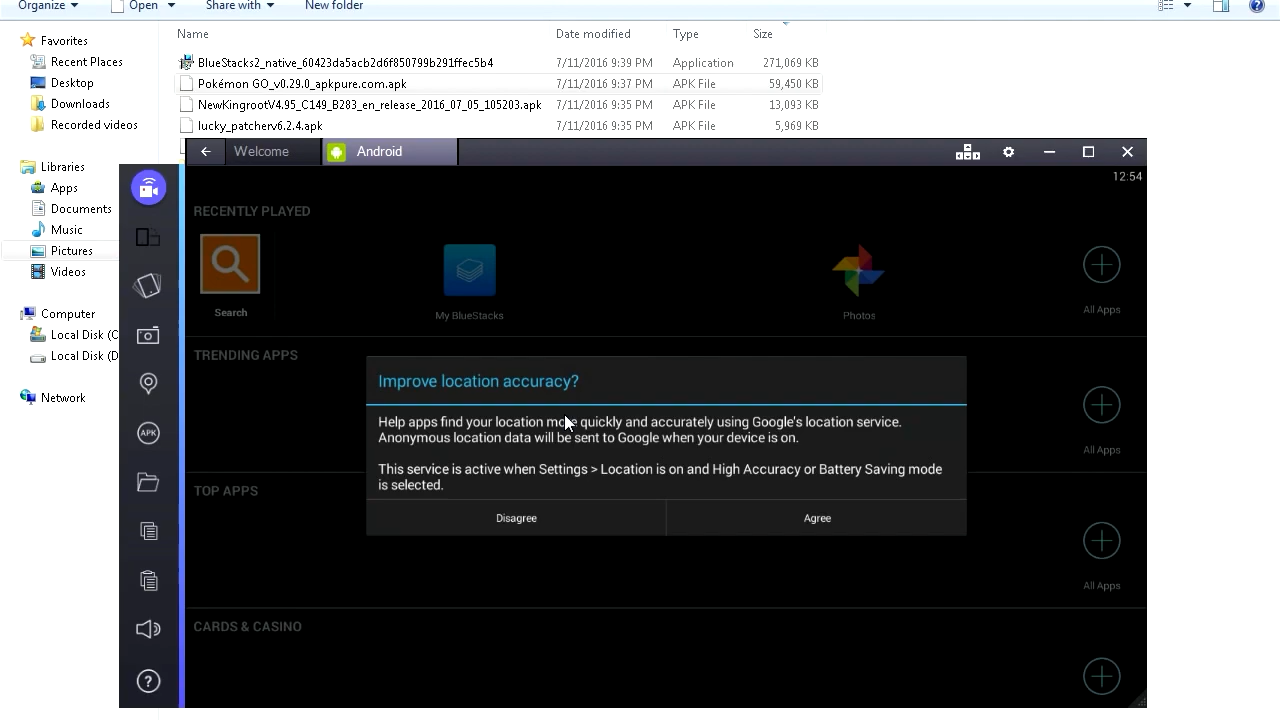 Organize
Open
Share with
New folder
Name Date modified Type Size
Favorites
Recent Places
Desktop
Downloads
Recorded videos
Libraries
Apps
Documents
Music
Pictures
Videos
Computer
Local Disk (C
Local Disk (D
Network
BlueStacks2_native_60423da5acb2d6f850799b291ffec5b4 7/11/2016 9:39 PM Application 271,069 KB
Pokémon GO_v0.29.0_apkpure.com.apk 7/11/2016 9:37 PM APK File 59,450 KB
NewKingrootV4.95_C149_B283_en_release_2016_07_05_105203.apk 7/11/2016 9:35 PM APK File 13,093 KB
lucky_patcherv6.2.4.apk 7/11/2016 9:35 PM APK File 5,969 KB
Welcome
Android
12:54
APK
RECENTLY PLAYED
Search
My BlueStacks
Photos
All Apps
TRENDING APPS
All Apps
TOP APPS
All Apps
CARDS & CASINO
Improve location accuracy?
Help apps find your location more quickly and accurately using Google's location service.
Anonymous location data will be sent to Google when your device is on.
This service is active when Settings > Location is on and High Accuracy or Battery Saving mode
is selected.
Disagree
Agree